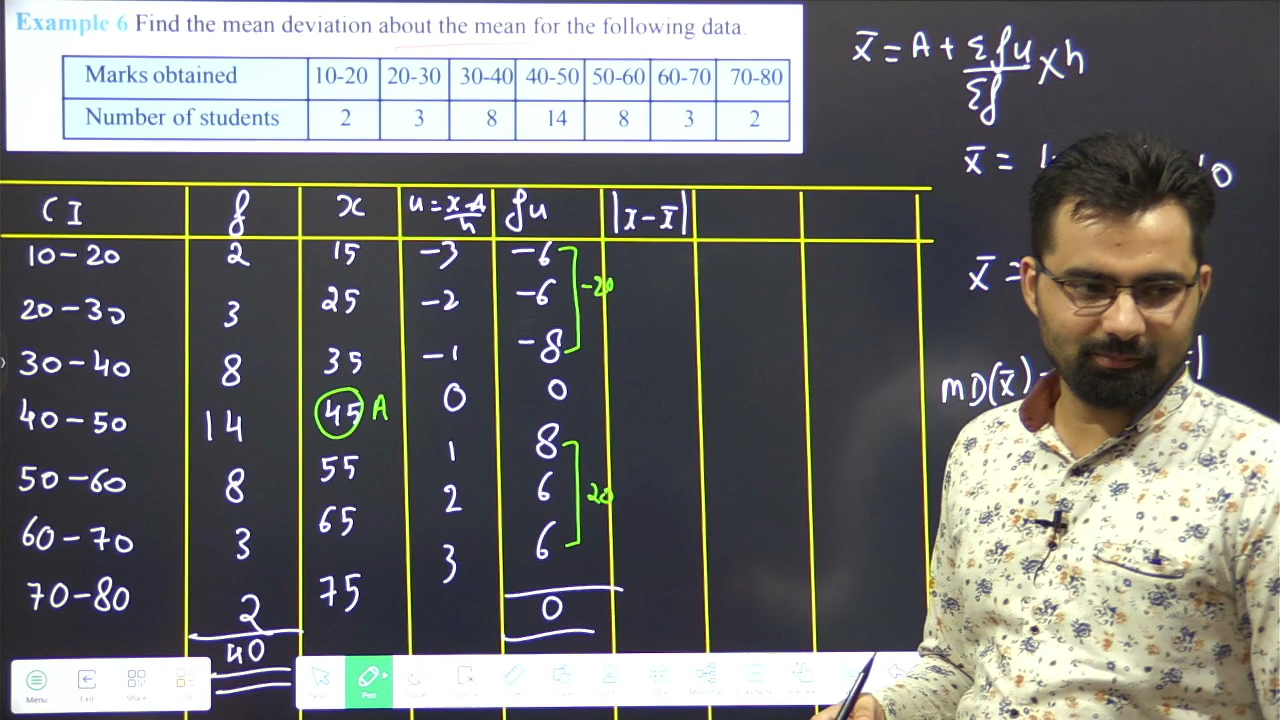 Example 6 Find the mean deviation about the mean for the following data.
Marks obtained 10-20 20-30 30-40 40-50 50-60 60-70 70-80
Number of students 2 3 8 14 8 3 2
x̄ = A + Σfu/Σf × h
x̄ =
x̄ =
MD(x̄)
CI f x u = x-A/h fu |x-x̄|
10-20 2 15 -3 -6
20-30 3 25 -2 -6 -20
30-40 8 35 -1 -8
40-50 14 45 A 0 0
50-60 8 55 1 8
60-70 3 65 2 6 20
70-80 2 75 3 6
40 0
Menu Exit Share Pen